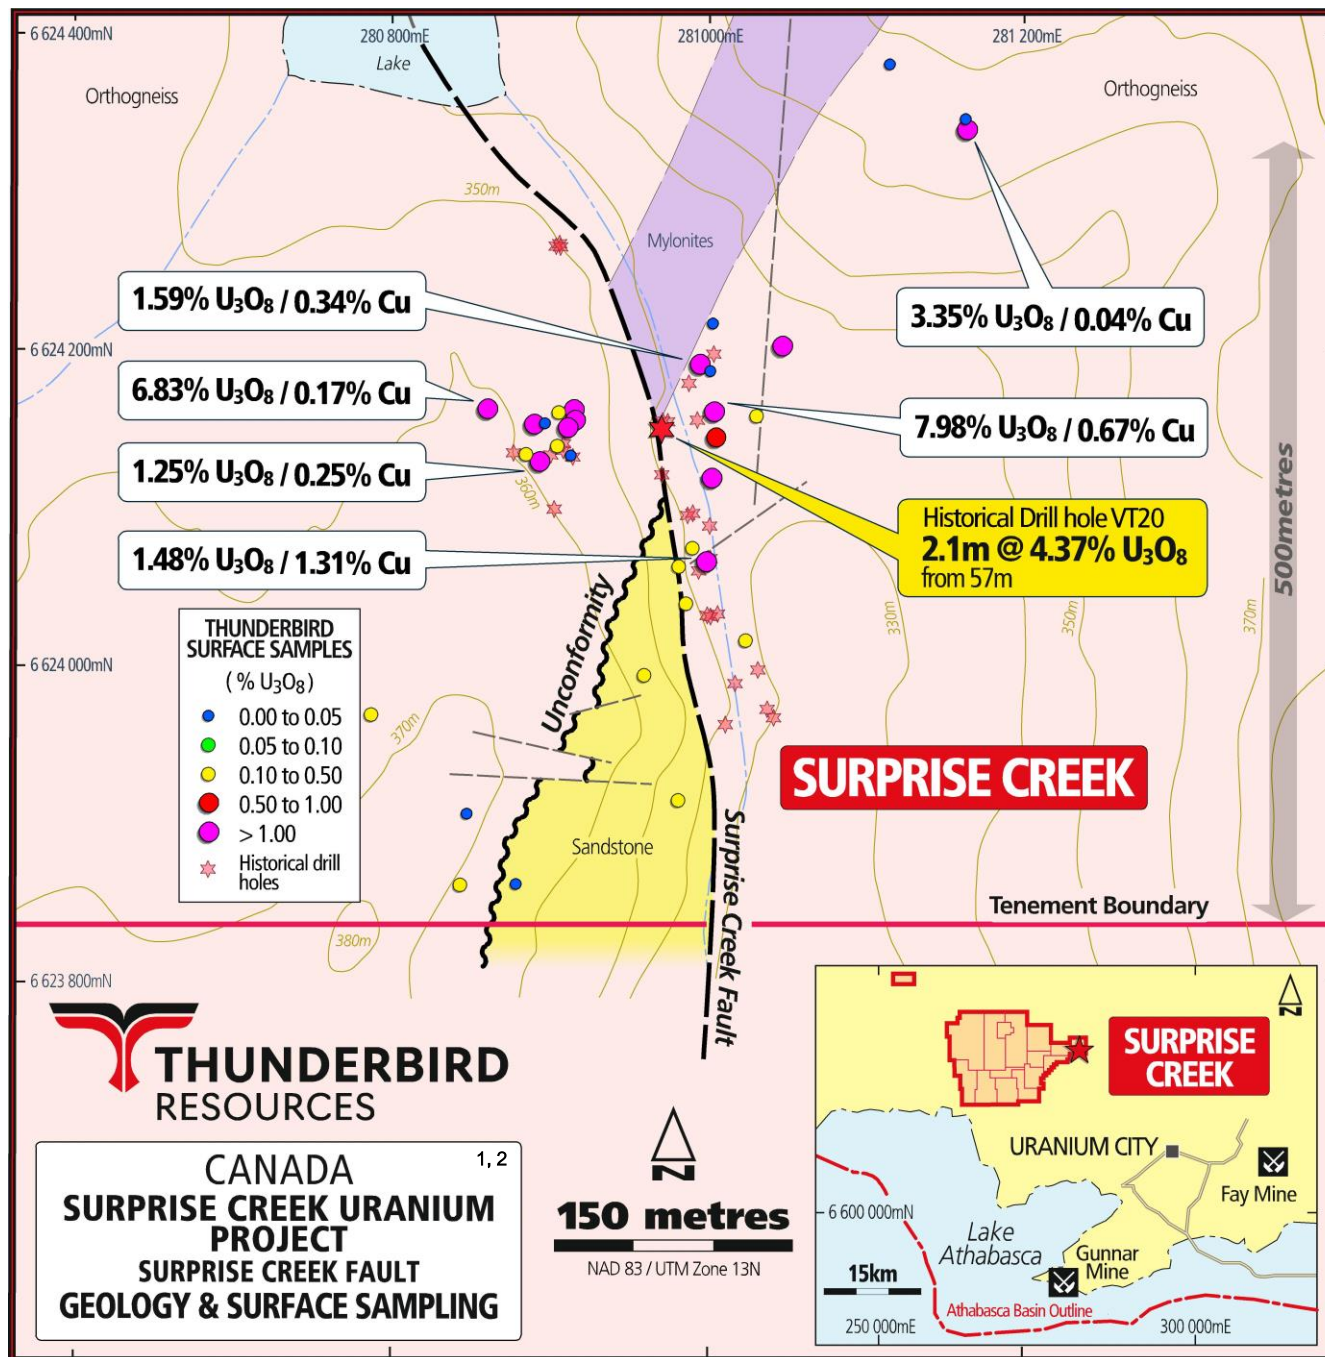 6 624 400mN
280 800mE
281 000mE
281 200mE
Lake
Orthogneiss
Orthogneiss
350m
Mylonites
1.59% U₃O₈ / 0.34% Cu
3.35% U₃O₈ / 0.04% Cu
6 624 200mN
6.83% U₃O₈ / 0.17% Cu
7.98% U₃O₈ / 0.67% Cu
1.25% U₃O₈ / 0.25% Cu
360m
500metres
Historical Drill hole VT20
2.1m @ 4.37% U₃O₈
from 57m
1.48% U₃O₈ / 1.31% Cu
Unconformity
330m
350m
370m
THUNDERBIRD
SURFACE SAMPLES
( % U₃O₈ )
0.00 to 0.05
0.05 to 0.10
0.10 to 0.50
0.50 to 1.00
> 1.00
Historical drill
holes
6 624 000mN
370m
SURPRISE CREEK
Sandstone
Surprise Creek Fault
Tenement Boundary
380m
6 623 800mN
THUNDERBIRD
RESOURCES
CANADA 1, 2
SURPRISE CREEK URANIUM
PROJECT
SURPRISE CREEK FAULT
GEOLOGY & SURFACE SAMPLING
N
150 metres
NAD 83 / UTM Zone 13N
N
SURPRISE
CREEK
URANIUM CITY
Fay Mine
6 600 000mN
Lake
Athabasca
Gunnar
Mine
15km
Athabasca Basin Outline
250 000mE
300 000mE